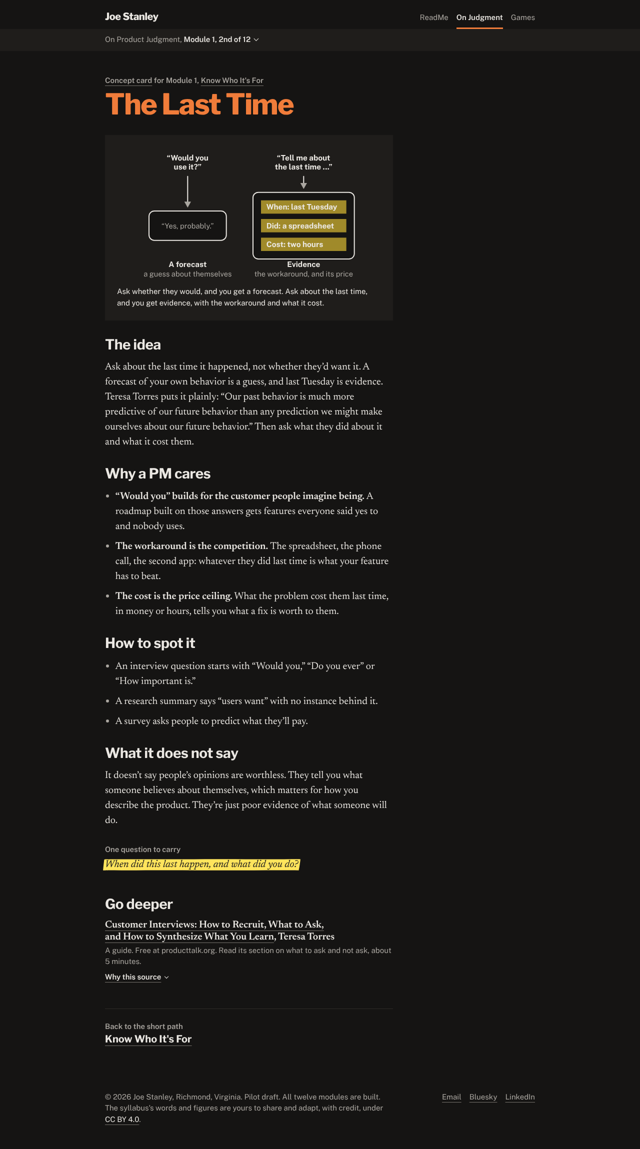 Joe Stanley
ReadMe On Judgment Games
On Product Judgment, Module 1, 2nd of 12
Concept card for Module 1, Know Who It's For
The Last Time
“Would you
use it?”
“Tell me about
the last time ...”
“Yes, probably.”
When: last Tuesday
Did: a spreadsheet
Cost: two hours
A forecast
a guess about themselves
Evidence
the workaround, and its price
Ask whether they would, and you get a forecast. Ask about the last time,
and you get evidence, with the workaround and what it cost.
The idea
Ask about the last time it happened, not whether they’d want it. A
forecast of your own behavior is a guess, and last Tuesday is evidence.
Teresa Torres puts it plainly: “Our past behavior is much more
predictive of our future behavior than any prediction we might make
ourselves about our future behavior.” Then ask what they did about it
and what it cost them.
Why a PM cares
• “Would you” builds for the customer people imagine being. A
roadmap built on those answers gets features everyone said yes to
and nobody uses.
• The workaround is the competition. The spreadsheet, the phone
call, the second app: whatever they did last time is what your feature
has to beat.
• The cost is the price ceiling. What the problem cost them last time,
in money or hours, tells you what a fix is worth to them.
How to spot it
• An interview question starts with “Would you,” “Do you ever” or
“How important is.”
• A research summary says “users want” with no instance behind it.
• A survey asks people to predict what they’ll pay.
What it does not say
It doesn’t say people’s opinions are worthless. They tell you what
someone believes about themselves, which matters for how you
describe the product. They’re just poor evidence of what someone will
do.
One question to carry
When did this last happen, and what did you do?
Go deeper
Customer Interviews: How to Recruit, What to Ask,
and How to Synthesize What You Learn, Teresa Torres
A guide. Free at producttalk.org. Read its section on what to ask and not ask, about
5 minutes.
Why this source
Back to the short path
Know Who It's For
© 2026 Joe Stanley, Richmond, Virginia. Pilot draft. All twelve modules are built.
The syllabus's words and figures are yours to share and adapt, with credit, under
CC BY 4.0.
Email Bluesky LinkedIn